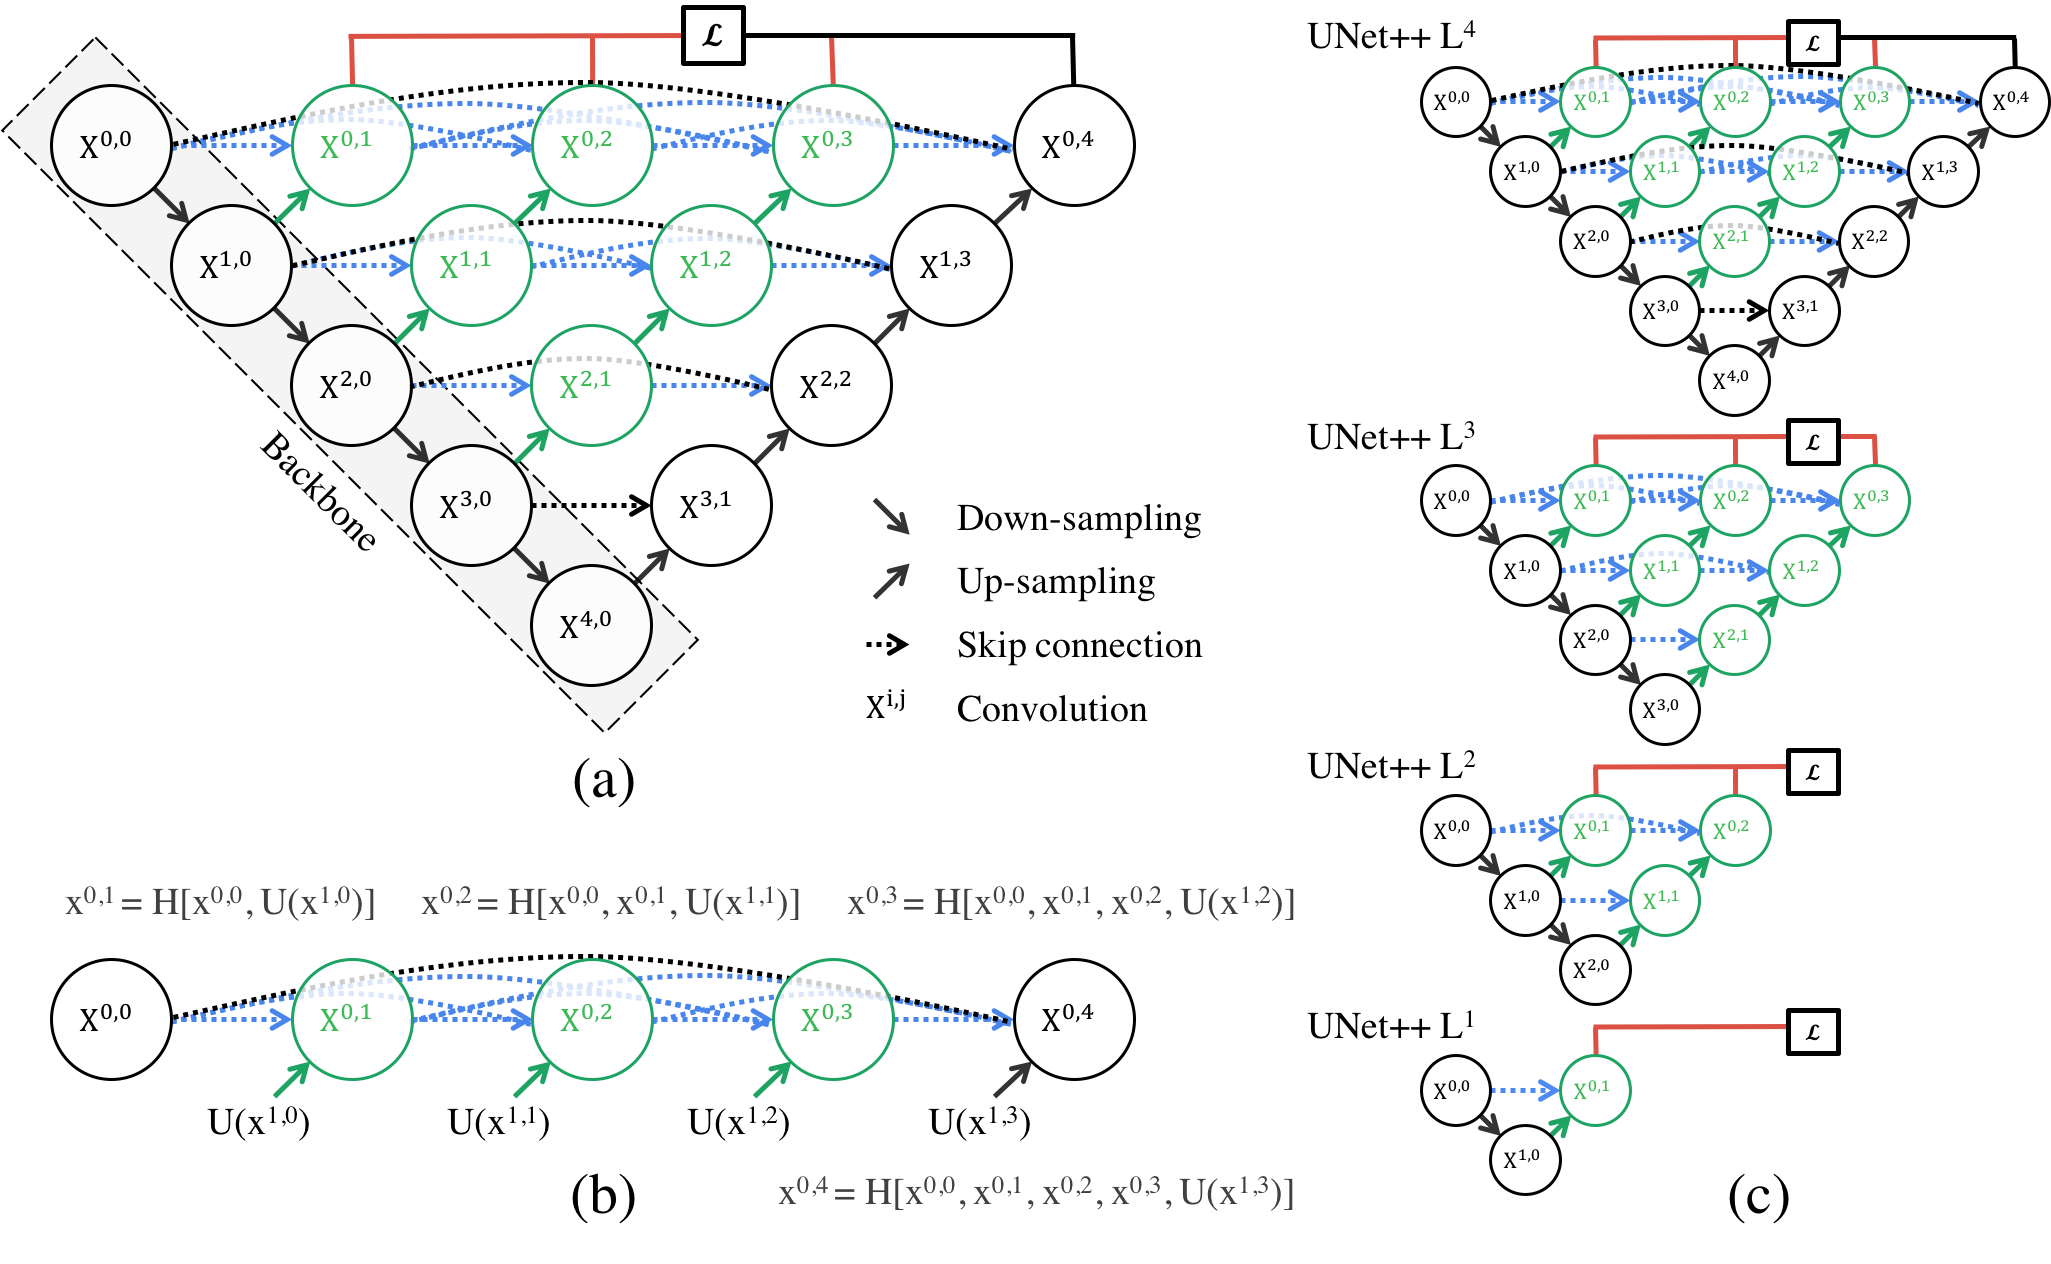 ℒ
X^0,0 X^0,1 X^0,2 X^0,3 X^0,4
X^1,0 X^1,1 X^1,2 X^1,3
X^2,0 X^2,1 X^2,2
X^3,0 X^3,1
X^4,0
Backbone
Down-sampling
Up-sampling
Skip connection
X^i,j Convolution
(a)
x^0,1 = H[x^0,0, U(x^1,0)] x^0,2 = H[x^0,0, x^0,1, U(x^1,1)] x^0,3 = H[x^0,0, x^0,1, x^0,2, U(x^1,2)]
X^0,0 X^0,1 X^0,2 X^0,3 X^0,4
U(x^1,0) U(x^1,1) U(x^1,2) U(x^1,3)
x^0,4 = H[x^0,0, x^0,1, x^0,2, x^0,3, U(x^1,3)]
(b)
UNet++ L^4
ℒ
X^0,0 X^0,1 X^0,2 X^0,3 X^0,4
X^1,0 X^1,1 X^1,2 X^1,3
X^2,0 X^2,1 X^2,2
X^3,0 X^3,1
X^4,0
UNet++ L^3
ℒ
X^0,0 X^0,1 X^0,2 X^0,3
X^1,0 X^1,1 X^1,2
X^2,0 X^2,1
X^3,0
UNet++ L^2
ℒ
X^0,0 X^0,1 X^0,2
X^1,0 X^1,1
X^2,0
UNet++ L^1
ℒ
X^0,0 X^0,1
X^1,0
(c)